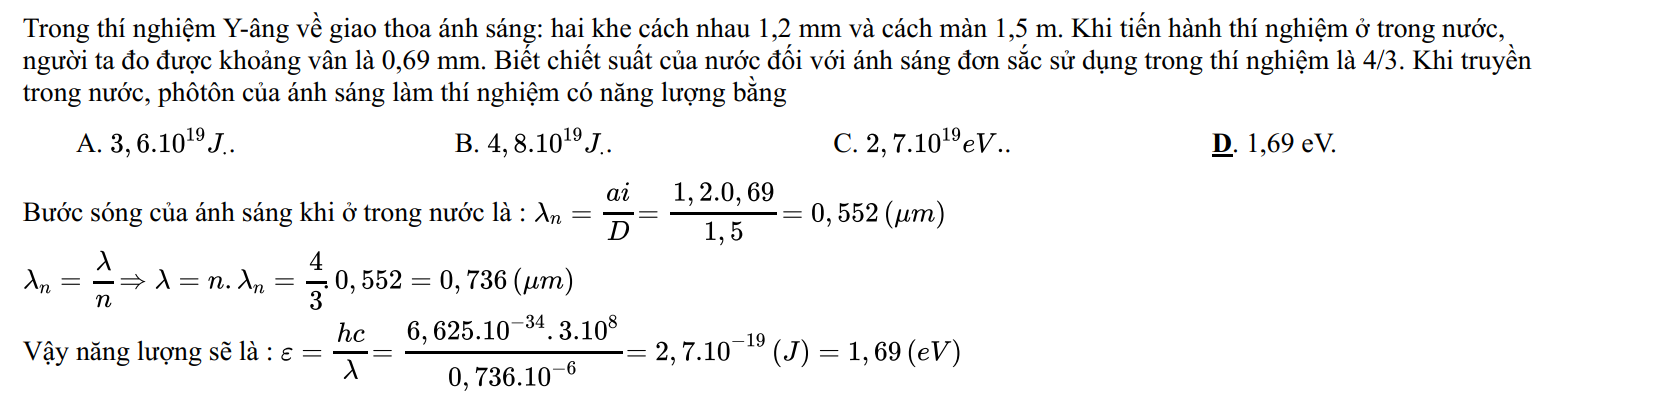 Trong thí nghiệm Y-âng về giao thoa ánh sáng: hai khe cách nhau 1,2 mm và cách màn 1,5 m. Khi tiến hành thí nghiệm ở trong nước,
người ta đo được khoảng vân là 0,69 mm. Biết chiết suất của nước đối với ánh sáng đơn sắc sử dụng trong thí nghiệm là 4/3. Khi truyền
trong nước, phôtôn của ánh sáng làm thí nghiệm có năng lượng bằng
A. $3,6.10^{19}J$.. B. $4,8.10^{19}J$.. C. $2,7.10^{19}eV$.. D. 1,69 eV.
Bước sóng của ánh sáng khi ở trong nước là : $\lambda_n = \frac{ai}{D} = \frac{1,2.0,69}{1,5} = 0,552\,(\mu m)$
$\lambda_n = \frac{\lambda}{n} \Rightarrow \lambda = n.\lambda_n = \frac{4}{3}.0,552 = 0,736\,(\mu m)$
Vậy năng lượng sẽ là : $\varepsilon = \frac{hc}{\lambda} = \frac{6,625.10^{-34}.3.10^{8}}{0,736.10^{-6}} = 2,7.10^{-19}\,(J) = 1,69\,(eV)$